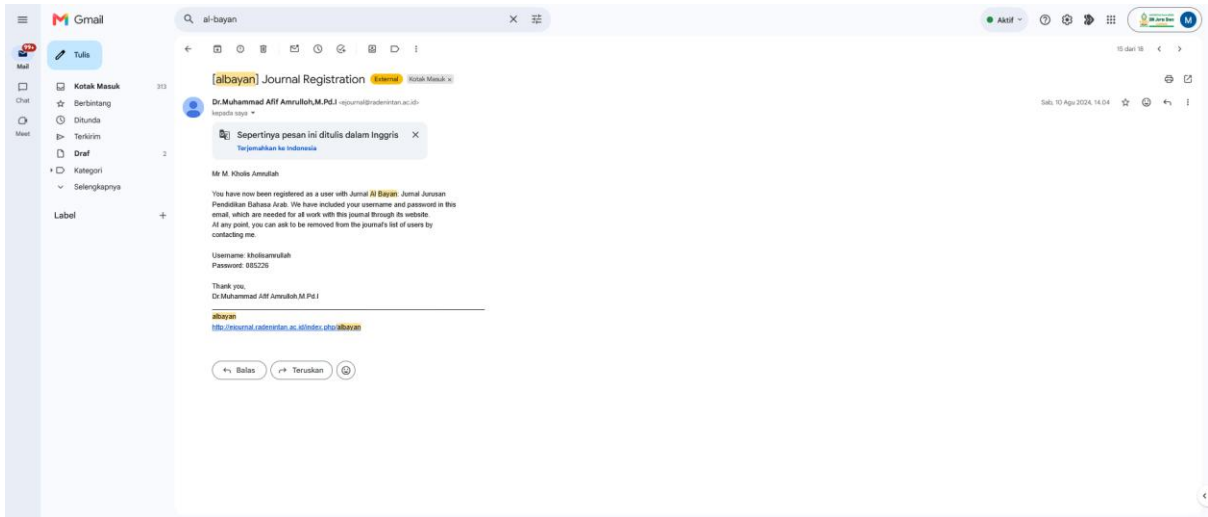 Gmail
al-bayan
Aktif
M
99+
Mail
Chat
Meet
Tulis
Kotak Masuk 313
Berbintang
Ditunda
Terkirim
Draf 2
Kategori
Selengkapnya
Label
15 dari 18
[albayan] Journal Registration External Kotak Masuk x
Dr.Muhammad Afif Amrulloh,M.Pd.I <ejournal@radenintan.ac.id>
Sab, 10 Agu 2024, 14.04
kepada saya
Sepertinya pesan ini ditulis dalam Inggris
Terjemahkan ke Indonesia
Mr M. Kholis Amrullah
You have now been registered as a user with Jurnal Al Bayan: Jurnal Jurusan
Pendidikan Bahasa Arab. We have included your username and password in this
email, which are needed for all work with this journal through its website.
At any point, you can ask to be removed from the journal's list of users by
contacting me.
Username: kholisamrullah
Password: 085226
Thank you,
Dr.Muhammad Afif Amrulloh,M.Pd.I
albayan
http://ejournal.radenintan.ac.id/index.php/albayan
Balas
Teruskan